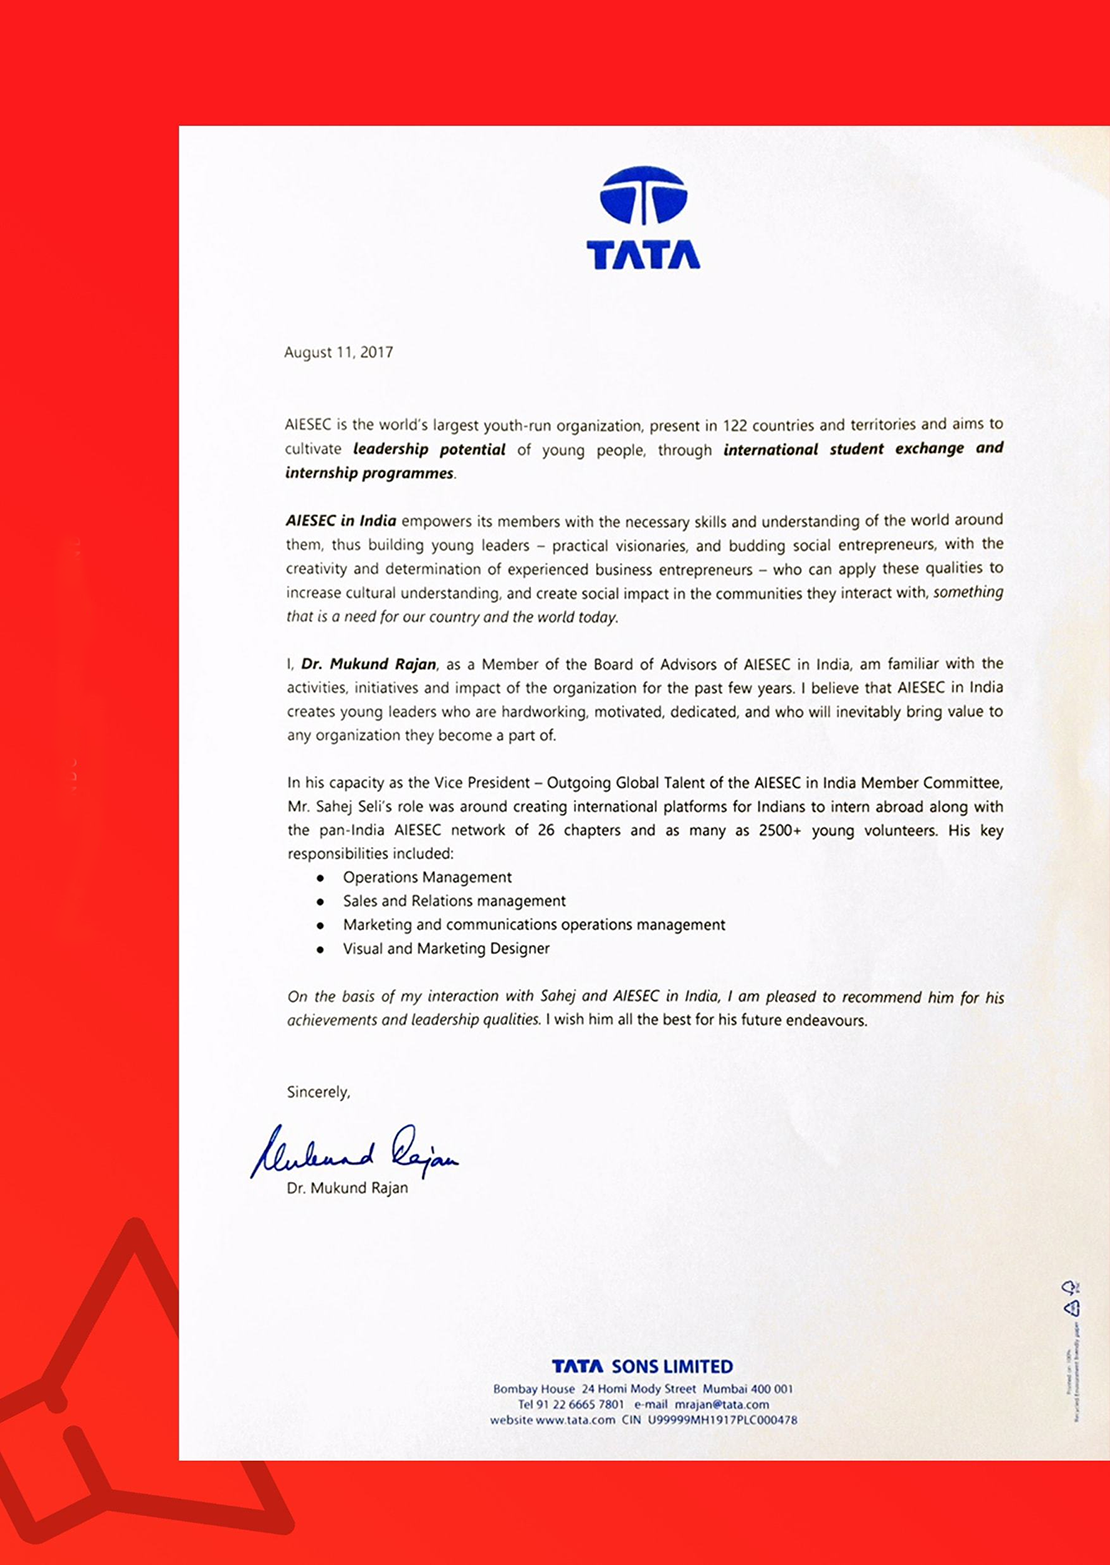 TATA
August 11, 2017
AIESEC is the world's largest youth-run organization, present in 122 countries and territories and aims to
cultivate leadership potential of young people, through international student exchange and
internship programmes.
AIESEC in India empowers its members with the necessary skills and understanding of the world around
them, thus building young leaders – practical visionaries, and budding social entrepreneurs, with the
creativity and determination of experienced business entrepreneurs – who can apply these qualities to
increase cultural understanding, and create social impact in the communities they interact with, something
that is a need for our country and the world today.
I, Dr. Mukund Rajan, as a Member of the Board of Advisors of AIESEC in India, am familiar with the
activities, initiatives and impact of the organization for the past few years. I believe that AIESEC in India
creates young leaders who are hardworking, motivated, dedicated, and who will inevitably bring value to
any organization they become a part of.
In his capacity as the Vice President – Outgoing Global Talent of the AIESEC in India Member Committee,
Mr. Sahej Seli's role was around creating international platforms for Indians to intern abroad along with
the pan-India AIESEC network of 26 chapters and as many as 2500+ young volunteers. His key
responsibilities included:
● Operations Management
● Sales and Relations management
● Marketing and communications operations management
● Visual and Marketing Designer
On the basis of my interaction with Sahej and AIESEC in India, I am pleased to recommend him for his
achievements and leadership qualities. I wish him all the best for his future endeavours.
Sincerely,
Mukund Rajan
Dr. Mukund Rajan
TATA SONS LIMITED
Bombay House 24 Homi Mody Street Mumbai 400 001
Tel 91 22 6665 7801 e-mail mrajan@tata.com
website www.tata.com CIN U99999MH1917PLC000478
Printed on 100%
Recycled Environment friendly paper